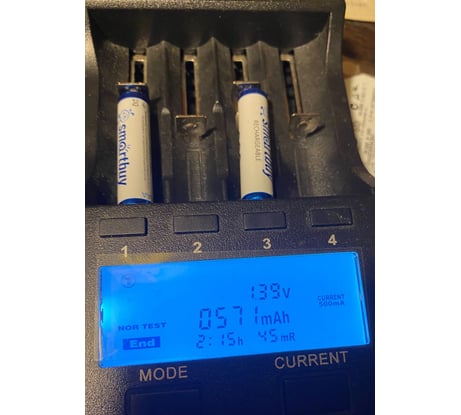 smartbuy
smartbuy
RECHARGEABLE
1 2 3 4
1.39v
CURRENT
500mA
NOR TEST
0571mAh
End
2:15h 45mR
MODE CURRENT